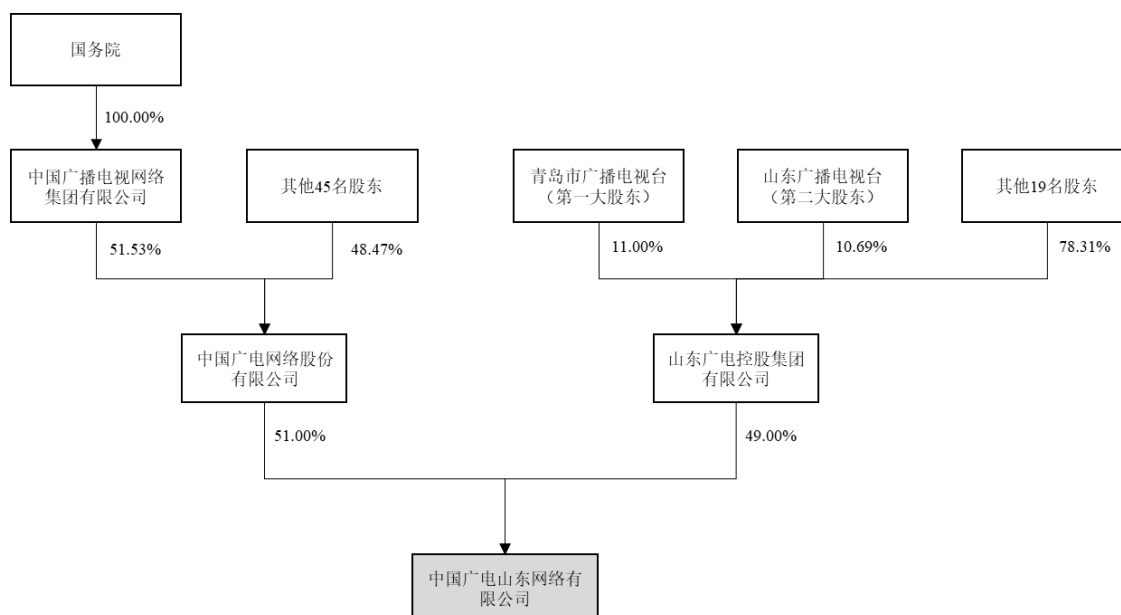 国务院
100.00%
中国广播电视网络
集团有限公司
其他45名股东
青岛市广播电视台
（第一大股东）
山东广播电视台
（第二大股东）
其他19名股东
51.53%
48.47%
11.00%
10.69%
78.31%
中国广电网络股份
有限公司
山东广电控股集团
有限公司
51.00%
49.00%
中国广电山东网络有
限公司